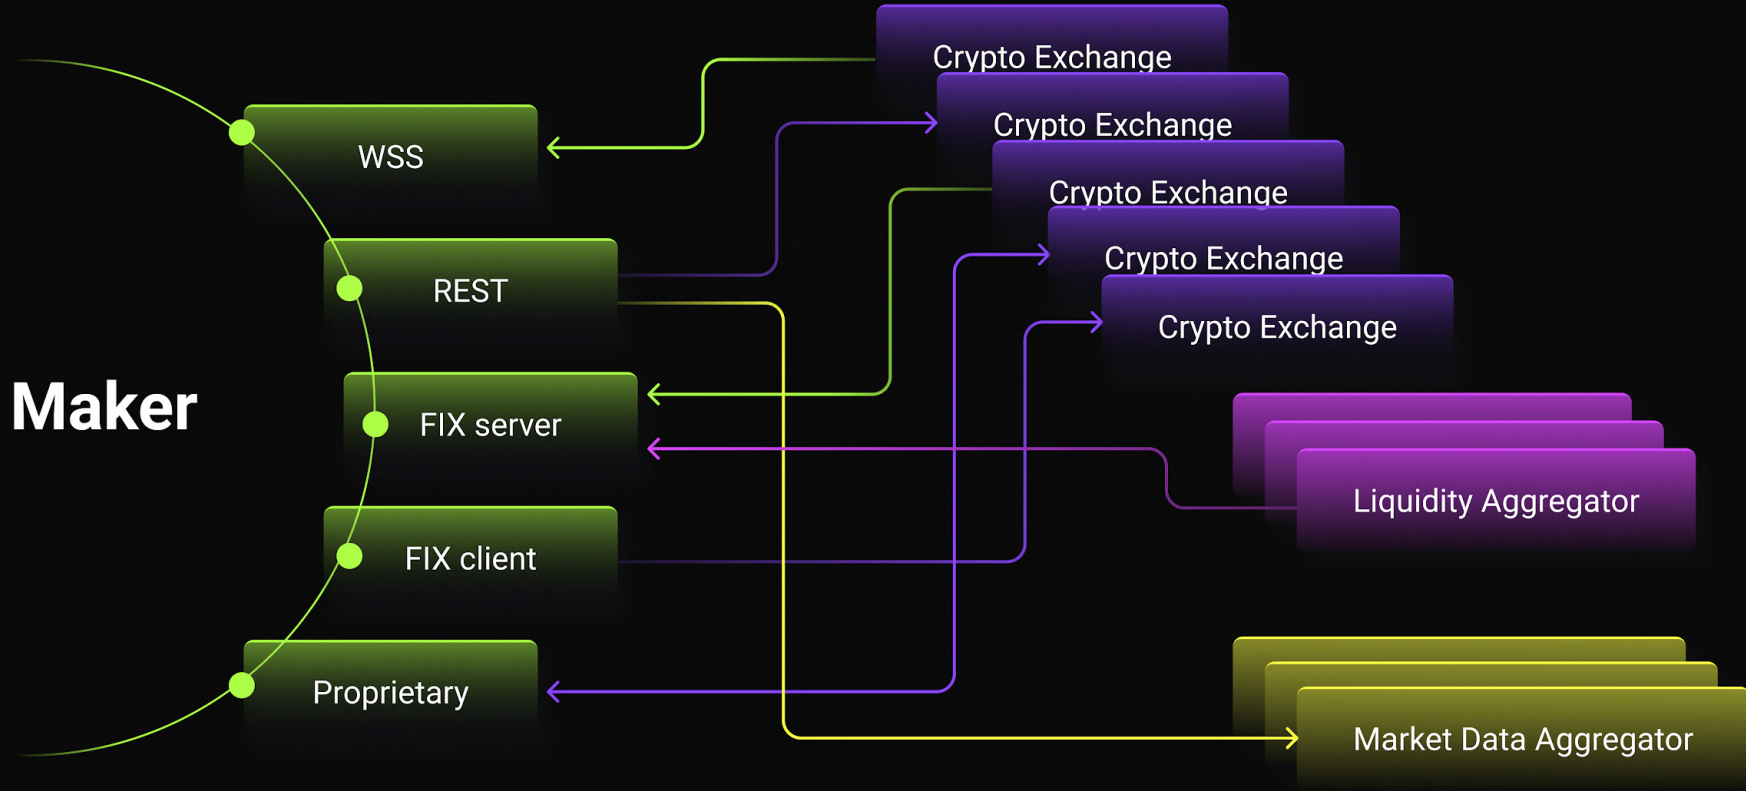 Maker
WSS
REST
FIX server
FIX client
Proprietary
Crypto Exchange
Crypto Exchange
Crypto Exchange
Crypto Exchange
Crypto Exchange
Liquidity Aggregator
Market Data Aggregator